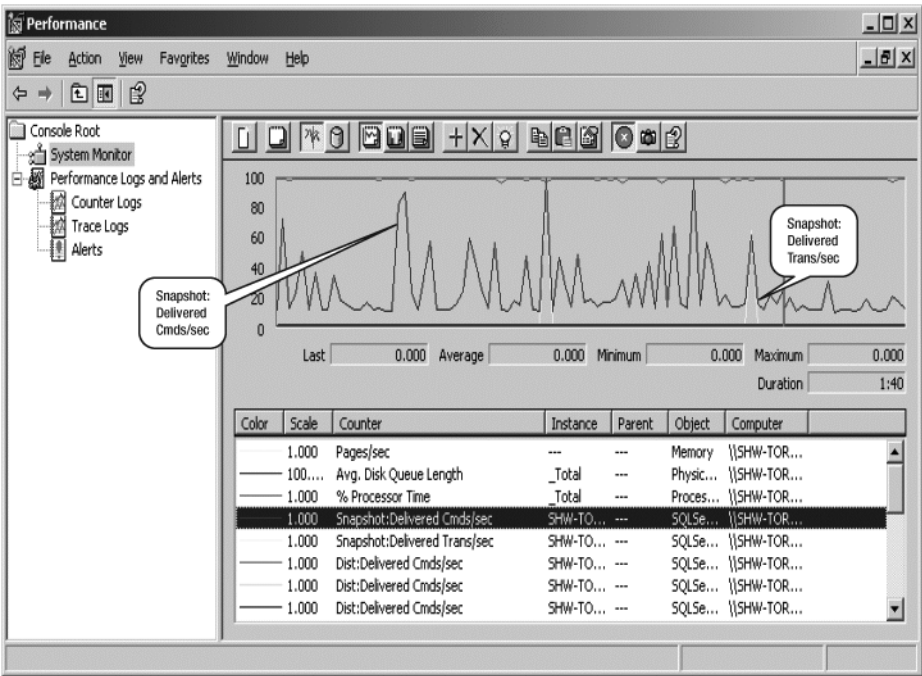 Performance
File Action View Favorites Window Help
Console Root
System Monitor
Performance Logs and Alerts
Counter Logs
Trace Logs
Alerts
100
80
60
40
20
0
Snapshot:
Delivered
Cmds/sec
Snapshot:
Delivered
Trans/sec
Last 0.000 Average 0.000 Minimum 0.000 Maximum 0.000
Duration 1:40
Color Scale Counter Instance Parent Object Computer
1.000 Pages/sec --- --- Memory \\SHW-TOR...
100.... Avg. Disk Queue Length _Total --- Physic... \\SHW-TOR...
1.000 % Processor Time _Total --- Proces... \\SHW-TOR...
1.000 Snapshot:Delivered Cmds/sec SHW-TO... --- SQLSe... \\SHW-TOR...
1.000 Snapshot:Delivered Trans/sec SHW-TO... --- SQLSe... \\SHW-TOR...
1.000 Dist:Delivered Cmds/sec SHW-TO... --- SQLSe... \\SHW-TOR...
1.000 Dist:Delivered Cmds/sec SHW-TO... --- SQLSe... \\SHW-TOR...
1.000 Dist:Delivered Cmds/sec SHW-TO... --- SQLSe... \\SHW-TOR...